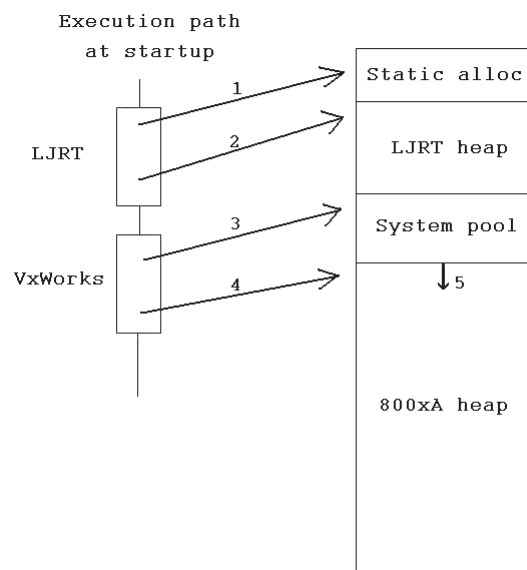 Execution path
at startup
Static alloc
1
2
LJRT
LJRT heap
3
System pool
VxWorks
4
5
800xA heap